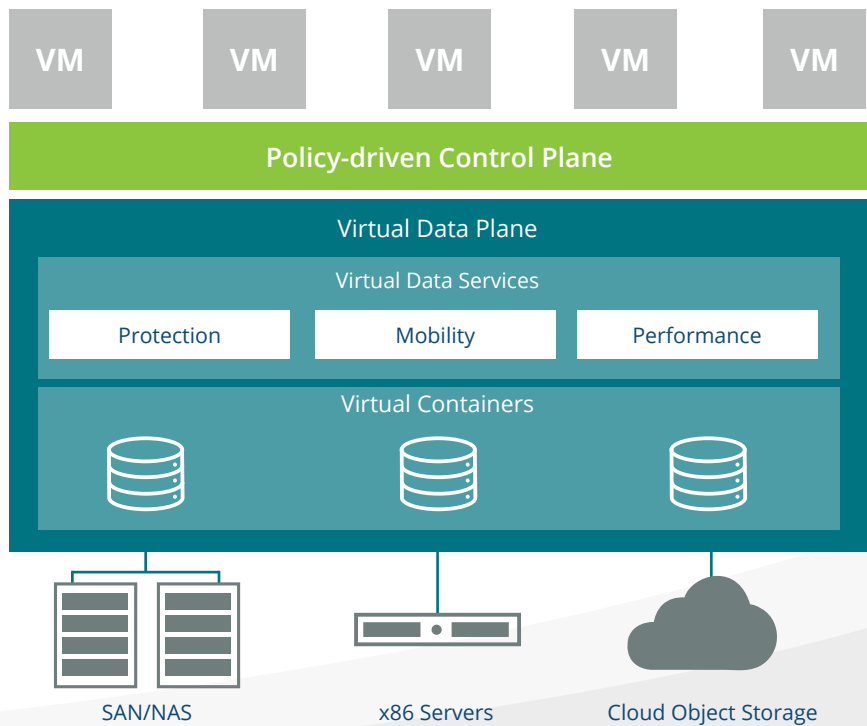 VM VM VM VM VM
Policy-driven Control Plane
Virtual Data Plane
Virtual Data Services
Protection Mobility Performance
Virtual Containers
SAN/NAS x86 Servers Cloud Object Storage